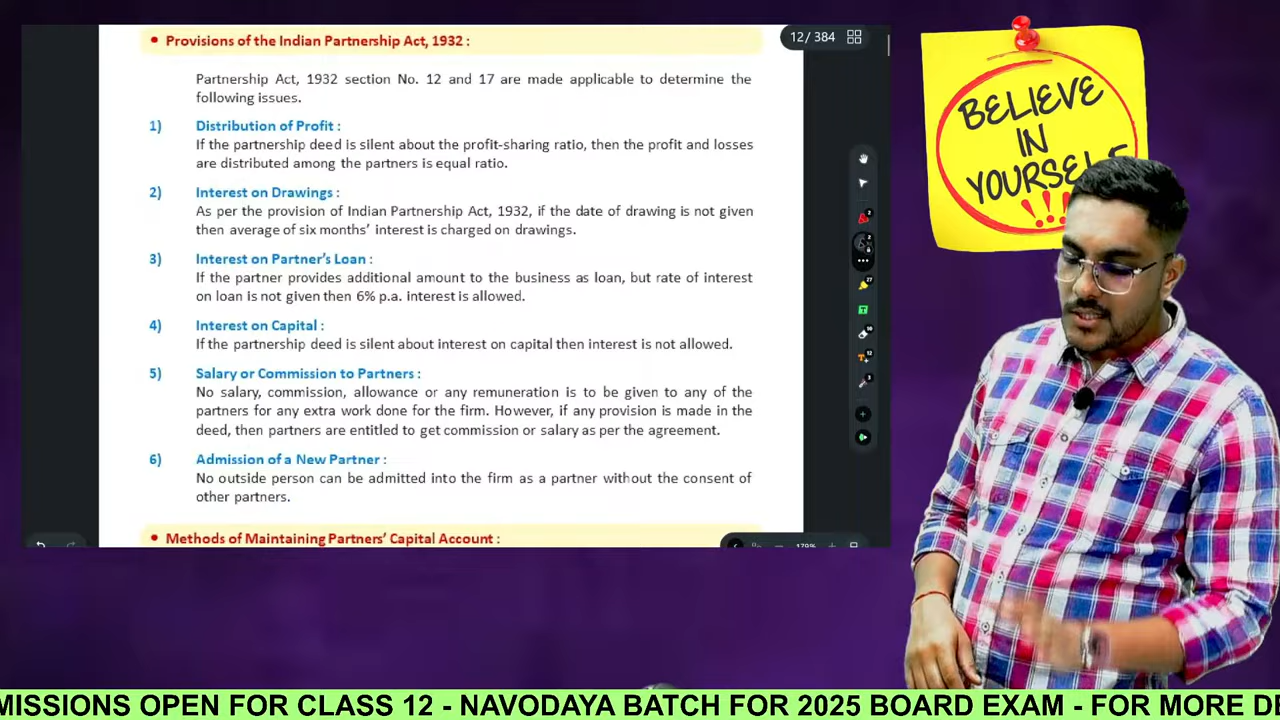 • Provisions of the Indian Partnership Act, 1932 :
12/ 384
Partnership Act, 1932 section No. 12 and 17 are made applicable to determine the
following issues.
1) Distribution of Profit :
If the partnership deed is silent about the profit-sharing ratio, then the profit and losses
are distributed among the partners is equal ratio.
2) Interest on Drawings :
As per the provision of Indian Partnership Act, 1932, if the date of drawing is not given
then average of six months' interest is charged on drawings.
3) Interest on Partner's Loan :
If the partner provides additional amount to the business as loan, but rate of interest
on loan is not given then 6% p.a. interest is allowed.
4) Interest on Capital :
If the partnership deed is silent about interest on capital then interest is not allowed.
5) Salary or Commission to Partners :
No salary, commission, allowance or any remuneration is to be given to any of the
partners for any extra work done for the firm. However, if any provision is made in the
deed, then partners are entitled to get commission or salary as per the agreement.
6) Admission of a New Partner :
No outside person can be admitted into the firm as a partner without the consent of
other partners.
• Methods of Maintaining Partners' Capital Account :
BELIEVE
IN
YOURSELF
!!!
MISSIONS OPEN FOR CLASS 12 - NAVODAYA BATCH FOR 2025 BOARD EXAM - FOR MORE DE